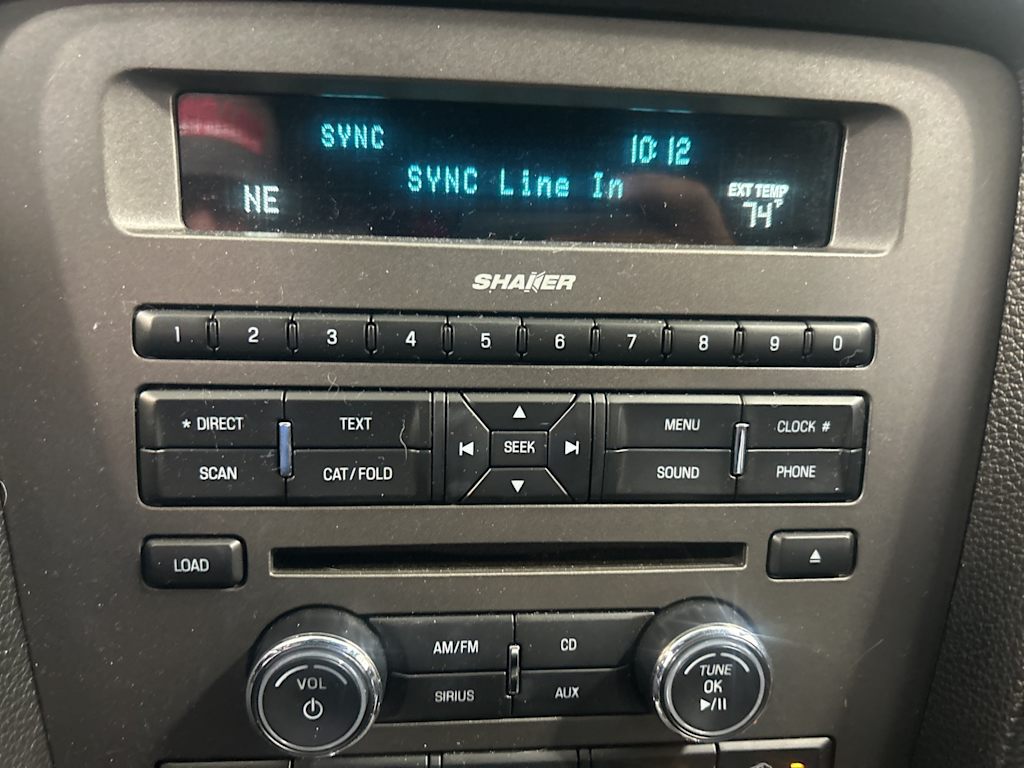 SYNC 10:12
SYNC Line In
NE EXT TEMP
74°F
SHAKER
1 2 3 4 5 6 7 8 9 0
* DIRECT TEXT MENU CLOCK #
SEEK
SCAN CAT/FOLD SOUND PHONE
LOAD
AM/FM CD
SIRIUS AUX
VOL
TUNE
OK